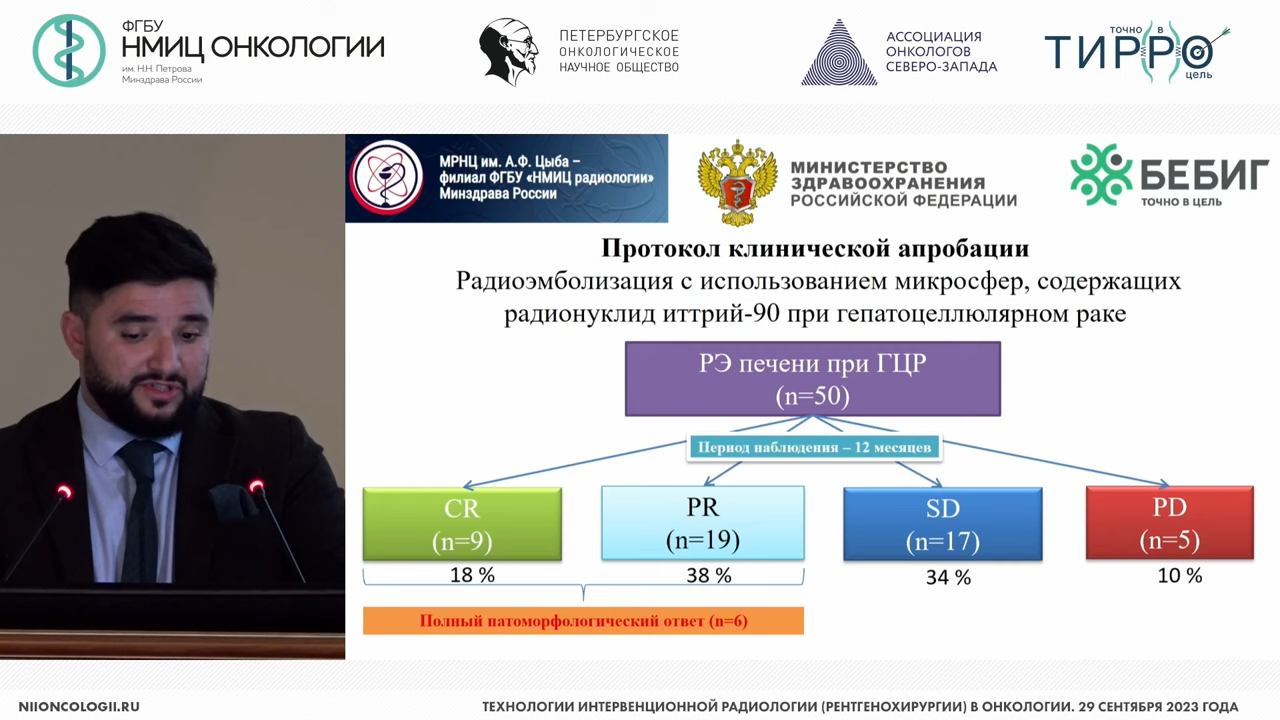 ФГБУ
НМИЦ ОНКОЛОГИИ
им. Н.Н. Петрова
Минздрава России
ПЕТЕРБУРГСКОЕ
ОНКОЛОГИЧЕСКОЕ
НАУЧНОЕ ОБЩЕСТВО
АССОЦИАЦИЯ
ОНКОЛОГОВ
СЕВЕРО-ЗАПАДА
ТОЧНО В
ТИРРО
ЦЕЛЬ
МРНЦ им. А.Ф. Цыба –
филиал ФГБУ «НМИЦ радиологии»
Минздрава России
МИНИСТЕРСТВО
ЗДРАВООХРАНЕНИЯ
РОССИЙСКОЙ ФЕДЕРАЦИИ
БЕБИГ
ТОЧНО В ЦЕЛЬ
Протокол клинической апробации
Радиоэмболизация с использованием микросфер, содержащих
радионуклид иттрий-90 при гепатоцеллюлярном раке
РЭ печени при ГЦР
(n=50)
Период наблюдения – 12 месяцев
CR
(n=9)
PR
(n=19)
SD
(n=17)
PD
(n=5)
18 %
38 %
34 %
10 %
Полный патоморфологический ответ (n=6)
NIIONCOLOGII.RU
ТЕХНОЛОГИИ ИНТЕРВЕНЦИОННОЙ РАДИОЛОГИИ (РЕНТГЕНОХИРУРГИИ) В ОНКОЛОГИИ. 29 СЕНТЯБРЯ 2023 ГОДА